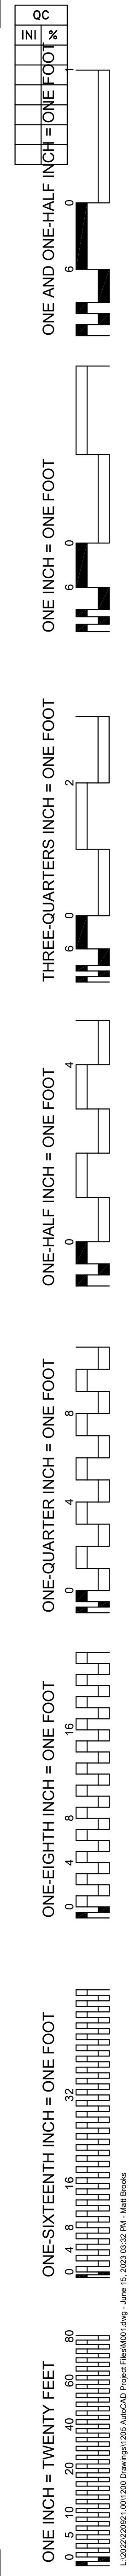 QC
INI %
ONE AND ONE-HALF INCH = ONE FOOT
6 0 1
ONE INCH = ONE FOOT
6 0
THREE-QUARTERS INCH = ONE FOOT
6 0 2
ONE-HALF INCH = ONE FOOT
0 4
ONE-QUARTER INCH = ONE FOOT
0 4 8
ONE-EIGHTH INCH = ONE FOOT
0 4 8 16
ONE-SIXTEENTH INCH = ONE FOOT
0 4 8 16 32
ONE INCH = TWENTY FEET
0 5 10 20 40 60 80
L:\2022\220921.00\1200 Drawings\1205 AutoCAD Project Files\M001.dwg - June 15, 2023 03:32 PM - Matt Brooks